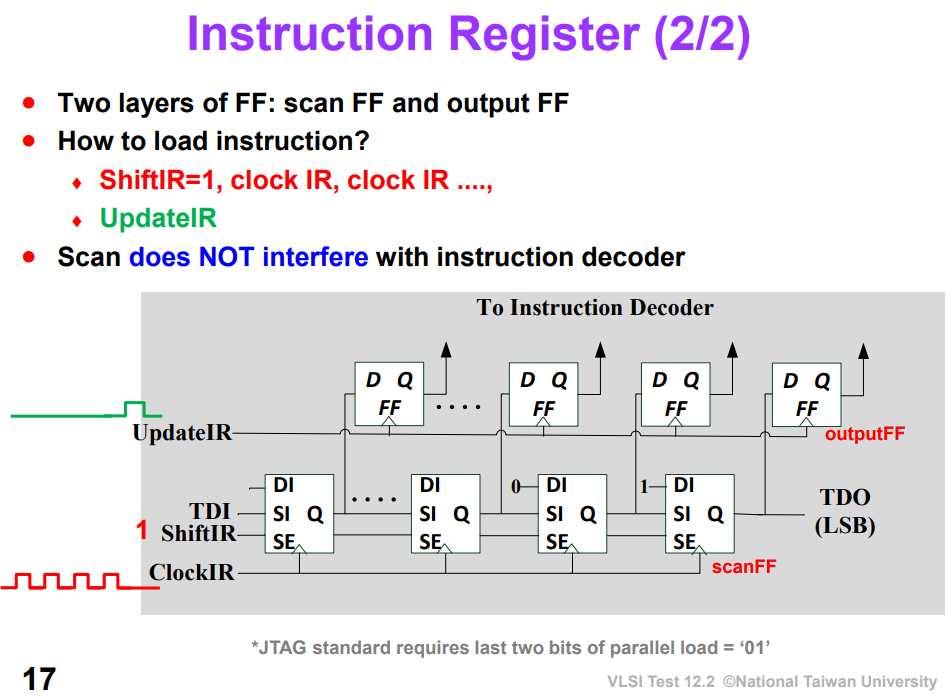 Instruction Register (2/2)
● Two layers of FF: scan FF and output FF
● How to load instruction?
♦ ShiftIR=1, clock IR, clock IR ....,
♦ UpdateIR
● Scan does NOT interfere with instruction decoder
To Instruction Decoder
D Q D Q D Q D Q
FF .... FF FF FF
UpdateIR outputFF
DI .... DI 0 DI 1 DI
TDI SI Q SI Q SI Q SI Q TDO
1 ShiftIR SE SE SE SE (LSB)
ClockIR scanFF
*JTAG standard requires last two bits of parallel load = ‘01’
17 VLSI Test 12.2 ©National Taiwan University